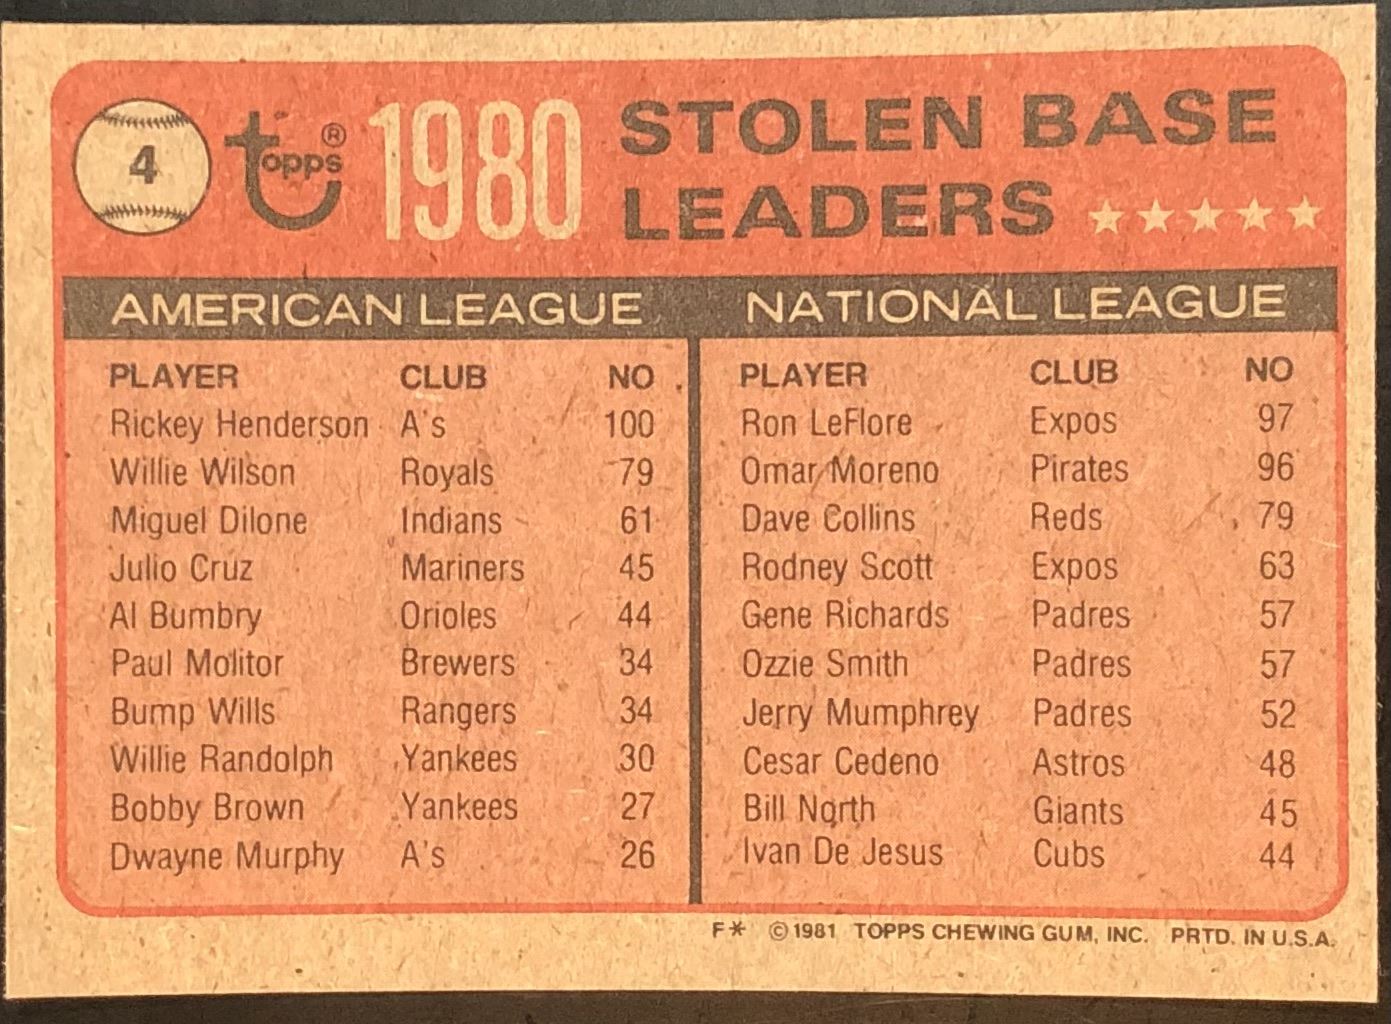 4 Topps® 1980 STOLEN BASE
LEADERS
AMERICAN LEAGUE
PLAYER CLUB NO
Rickey Henderson A's 100
Willie Wilson Royals 79
Miguel Dilone Indians 61
Julio Cruz Mariners 45
Al Bumbry Orioles 44
Paul Molitor Brewers 34
Bump Wills Rangers 34
Willie Randolph Yankees 30
Bobby Brown Yankees 27
Dwayne Murphy A's 26
NATIONAL LEAGUE
PLAYER CLUB NO
Ron LeFlore Expos 97
Omar Moreno Pirates 96
Dave Collins Reds 79
Rodney Scott Expos 63
Gene Richards Padres 57
Ozzie Smith Padres 57
Jerry Mumphrey Padres 52
Cesar Cedeno Astros 48
Bill North Giants 45
Ivan De Jesus Cubs 44
F* © 1981 TOPPS CHEWING GUM, INC. PRTD. IN U.S.A.